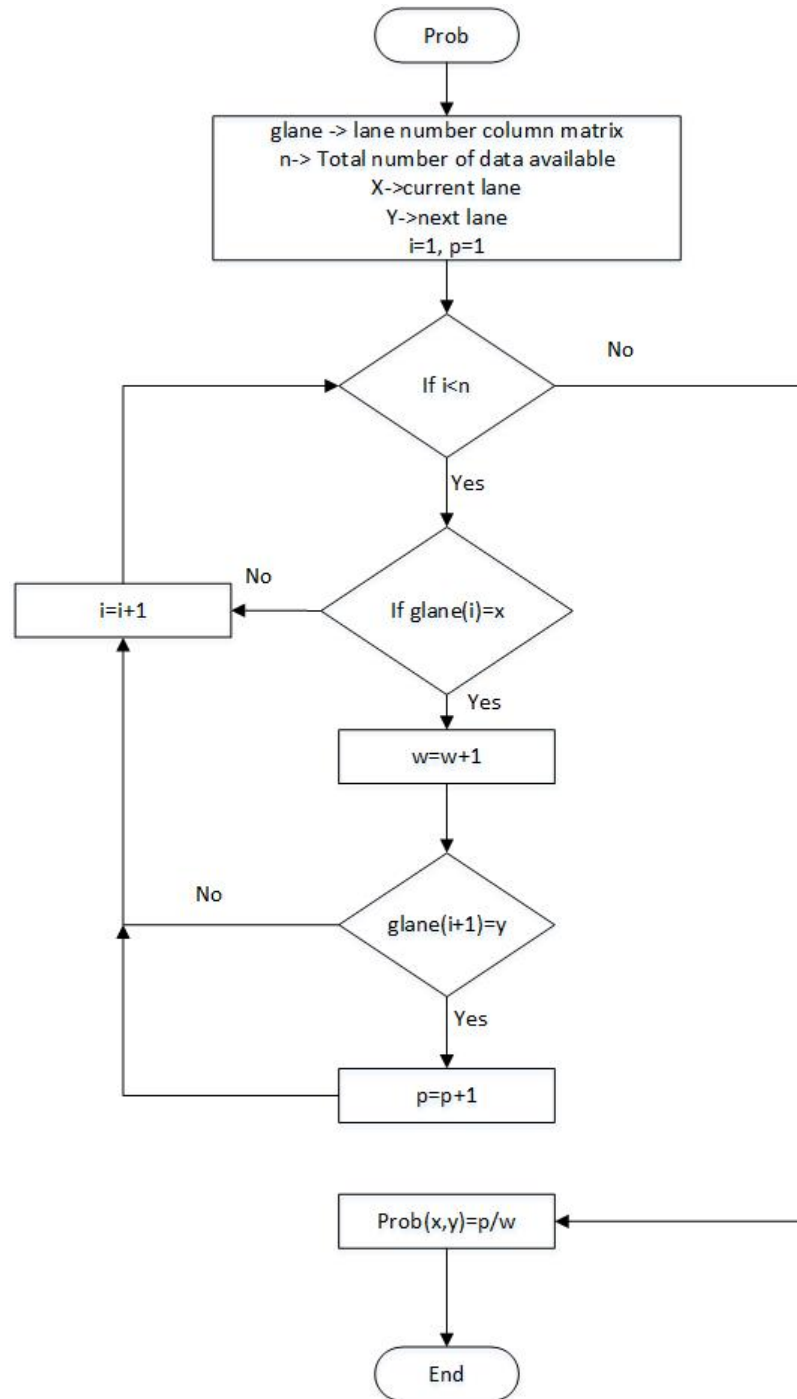 Prob
glane -> lane number column matrix
n-> Total number of data available
X->current lane
Y->next lane
i=1, p=1
If i<n
No
Yes
If glane(i)=x
No
i=i+1
Yes
w=w+1
glane(i+1)=y
No
Yes
p=p+1
Prob(x,y)=p/w
End